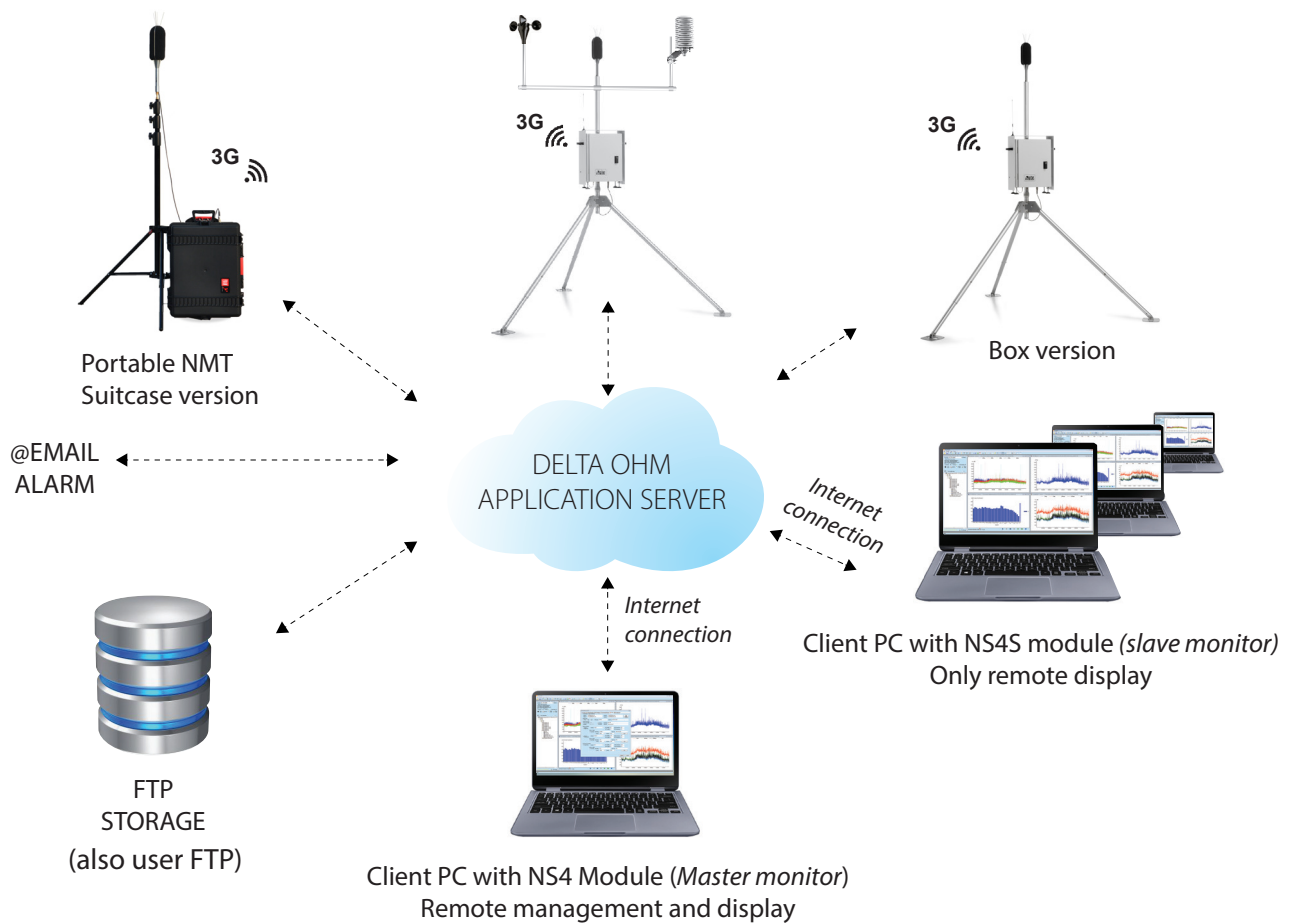 3G
3G
3G
Portable NMT
Suitcase version
Box version
@EMAIL
ALARM
DELTA OHM
APPLICATION SERVER
Internet
connection
Internet
connection
Client PC with NS4S module (slave monitor)
Only remote display
FTP
STORAGE
(also user FTP)
Client PC with NS4 Module (Master monitor)
Remote management and display